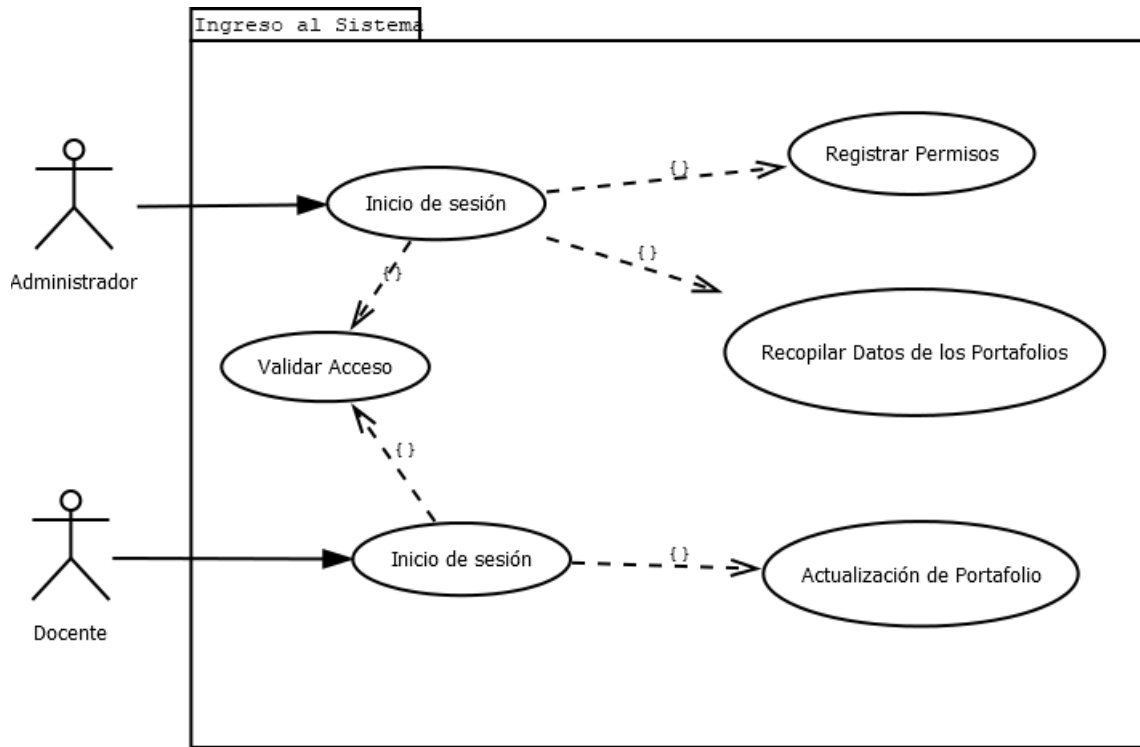 Ingreso al Sistema
Registrar Permisos
{ }
Inicio de sesión
{ }
Administrador
{ }
Recopilar Datos de los Portafolios
Validar Acceso
{ }
Inicio de sesión
{ }
Actualización de Portafolio
Docente